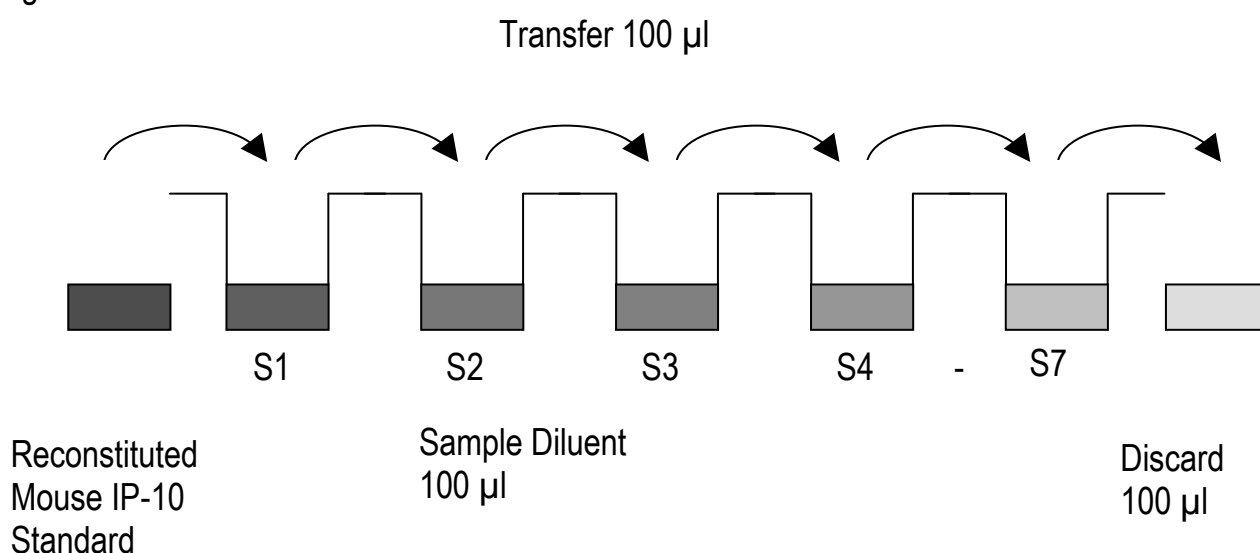 Transfer 100 µl
S1 S2 S3 S4 - S7
Reconstituted
Mouse IP-10
Standard
Sample Diluent
100 µl
Discard
100 µl